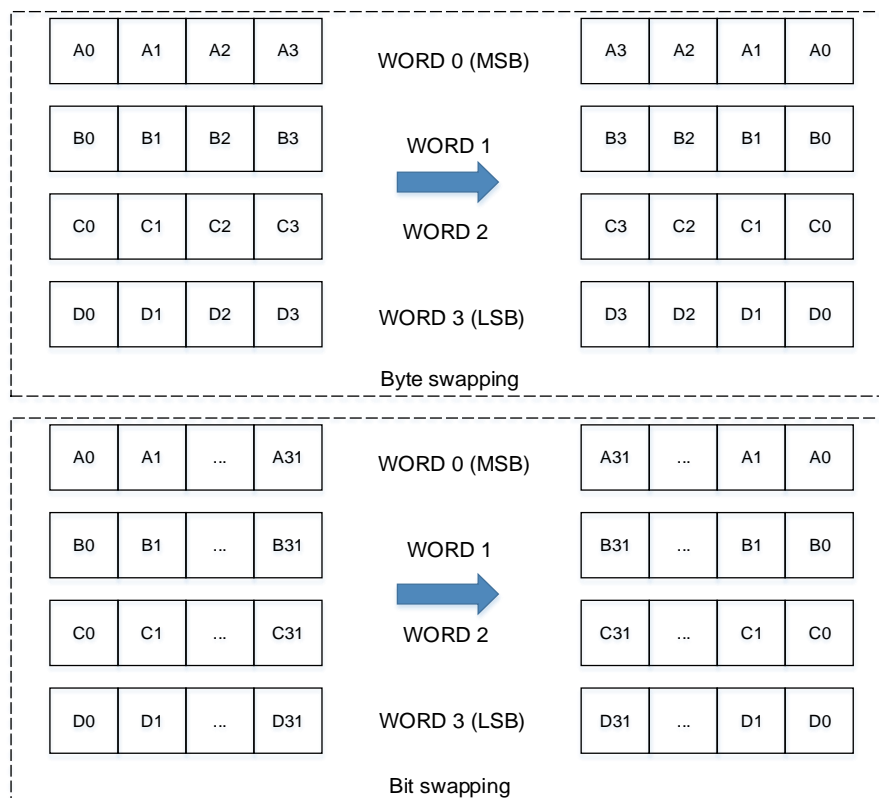 A0 A1 A2 A3 WORD 0 (MSB) A3 A2 A1 A0
B0 B1 B2 B3 WORD 1 B3 B2 B1 B0
C0 C1 C2 C3 WORD 2 C3 C2 C1 C0
D0 D1 D2 D3 WORD 3 (LSB) D3 D2 D1 D0
Byte swapping
A0 A1 ... A31 WORD 0 (MSB) A31 ... A1 A0
B0 B1 ... B31 WORD 1 B31 ... B1 B0
C0 C1 ... C31 WORD 2 C31 ... C1 C0
D0 D1 ... D31 WORD 3 (LSB) D31 ... D1 D0
Bit swapping